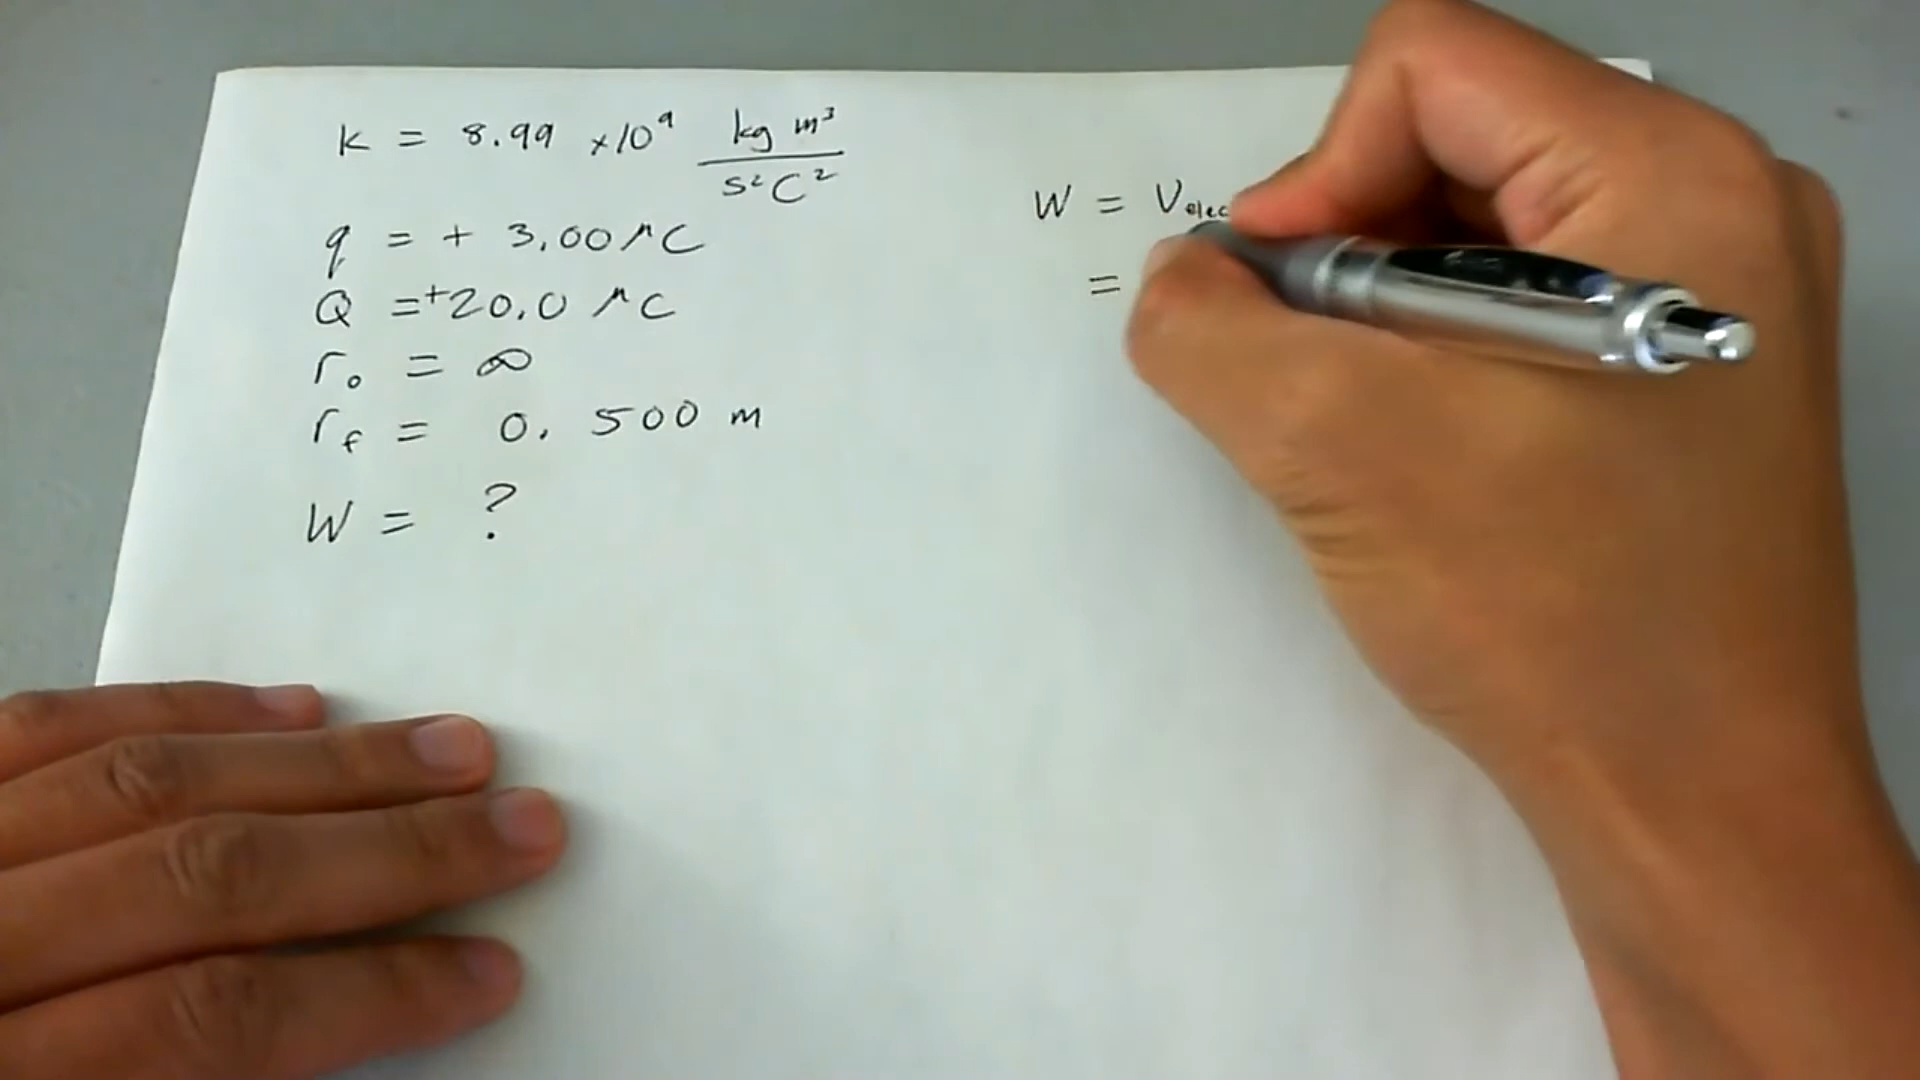 k = 8.99 ×10⁹ kg m³ / s²C²
q = + 3.00 μC
Q = +20.0 μC
r₀ = ∞
r_f = 0.500 m
W = ?
W = V_elec
=